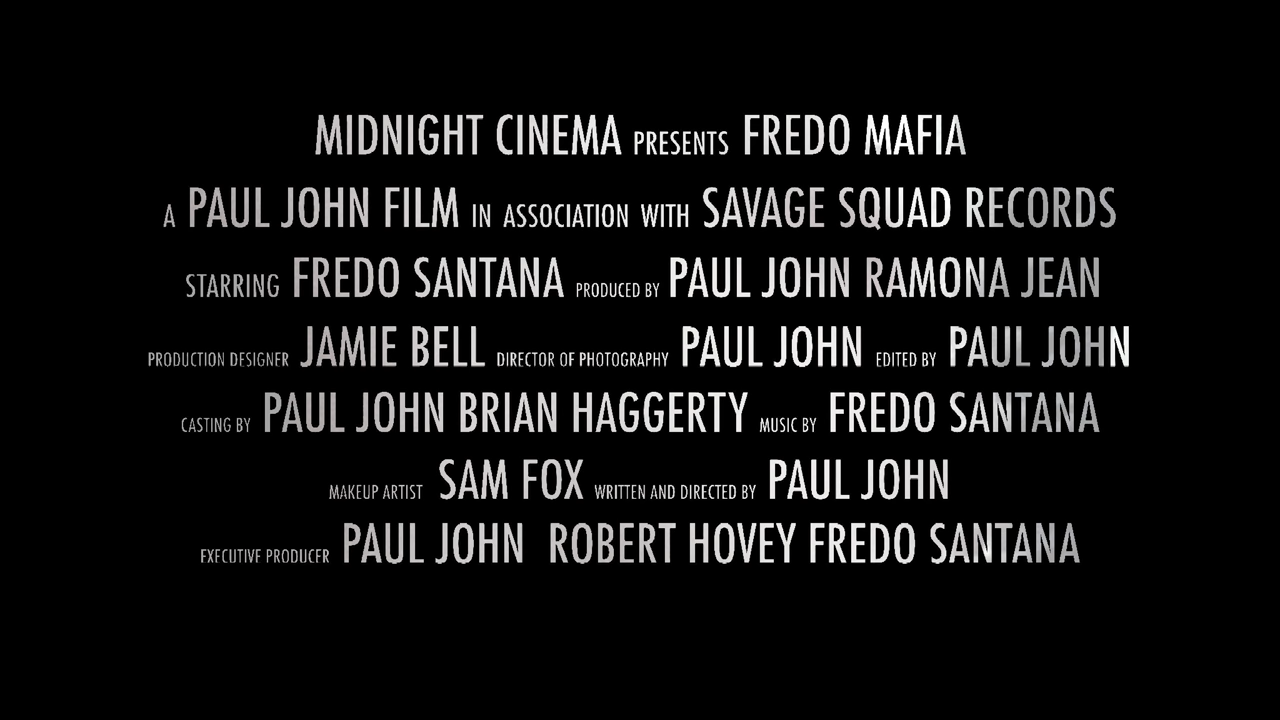 MIDNIGHT CINEMA PRESENTS FREDO MAFIA
A PAUL JOHN FILM IN ASSOCIATION WITH SAVAGE SQUAD RECORDS
STARRING FREDO SANTANA PRODUCED BY PAUL JOHN RAMONA JEAN
PRODUCTION DESIGNER JAMIE BELL DIRECTOR OF PHOTOGRAPHY PAUL JOHN EDITED BY PAUL JOHN
CASTING BY PAUL JOHN BRIAN HAGGERTY MUSIC BY FREDO SANTANA
MAKEUP ARTIST SAM FOX WRITTEN AND DIRECTED BY PAUL JOHN
EXECUTIVE PRODUCER PAUL JOHN ROBERT HOVEY FREDO SANTANA